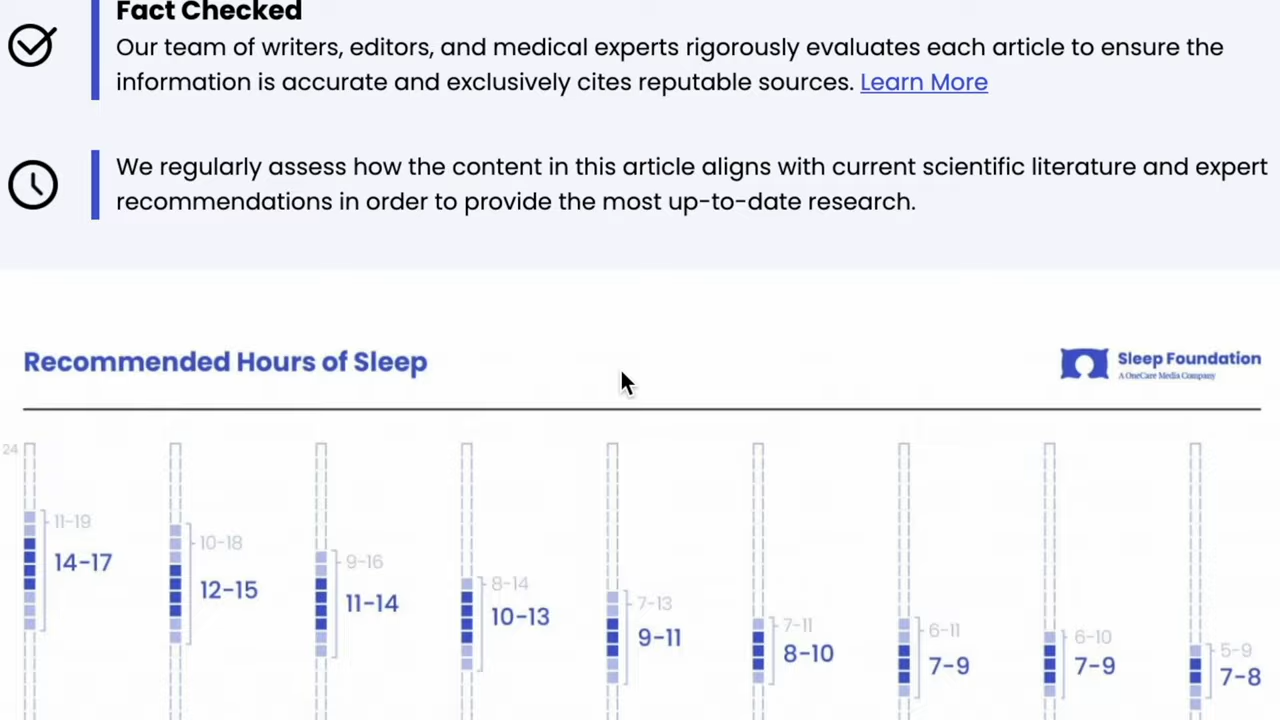 Fact Checked
Our team of writers, editors, and medical experts rigorously evaluates each article to ensure the
information is accurate and exclusively cites reputable sources. Learn More
We regularly assess how the content in this article aligns with current scientific literature and expert
recommendations in order to provide the most up-to-date research.
Recommended Hours of Sleep
Sleep Foundation
A OneCare Media Company
24
11-19
14-17
10-18
12-15
9-16
11-14
8-14
10-13
7-13
9-11
7-11
8-10
6-11
7-9
6-10
7-9
5-9
7-8